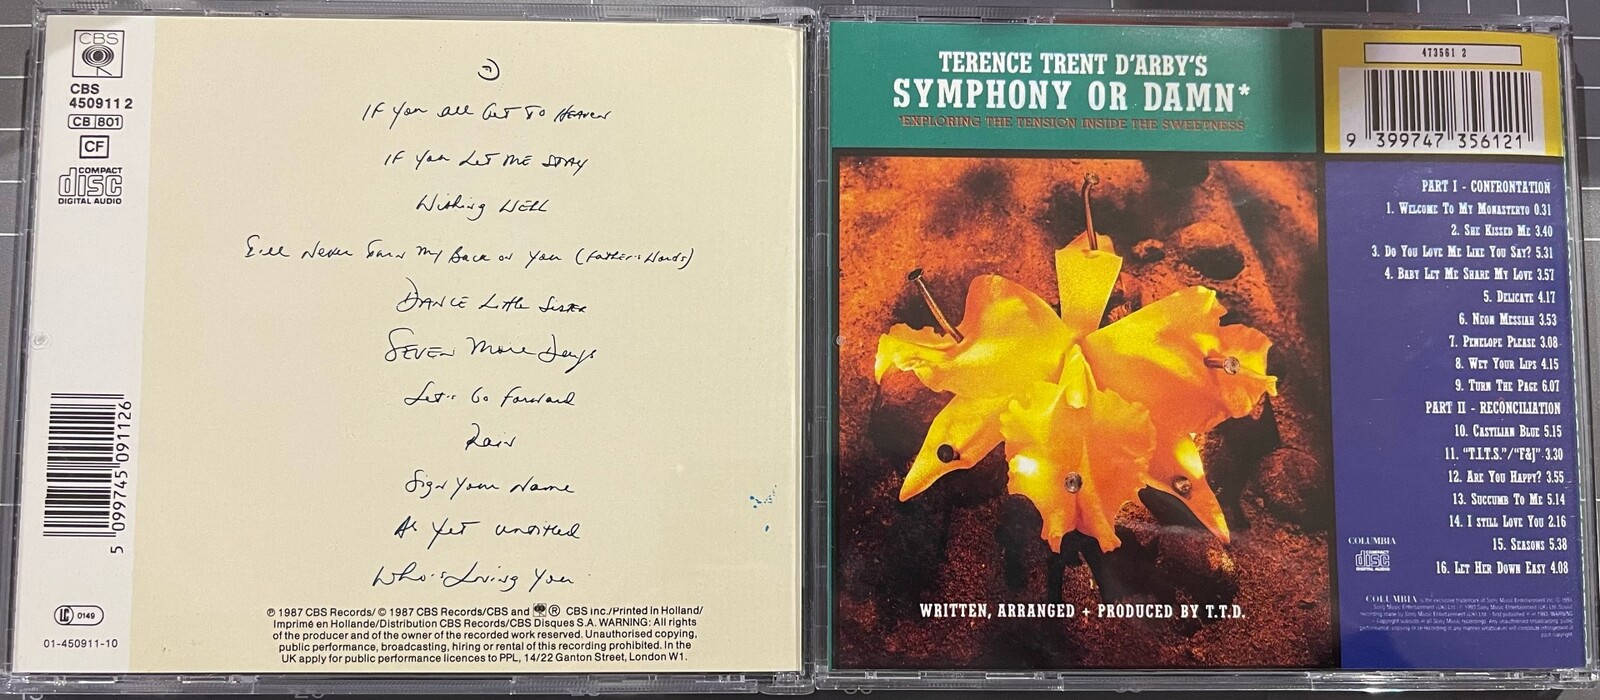 CBS
CBS
450911 2
CB 801
CF
COMPACT
disc
DIGITAL AUDIO
5 099745 091126
LC 0149
01-450911-10
If You All Get To Heaven
If You Let Me Stay
Wishing Well
I'll Never Turn My Back on You (Father's Words)
Dance Little Sister
Seven More Days
Let's Go Forward
Rain
Sign Your Name
As Yet Untitled
Who's Loving You
℗ 1987 CBS Records/ © 1987 CBS Records/CBS and ® CBS inc./Printed in Holland/
Imprimé en Hollande/Distribution CBS Records/CBS Disques S.A. WARNING: All rights
of the producer and of the owner of the recorded work reserved. Unauthorised copying,
public performance, broadcasting, hiring or rental of this recording prohibited. In the
UK apply for public performance licences to PPL, 14/22 Ganton Street, London W1.
TERENCE TRENT D'ARBY'S
SYMPHONY OR DAMN*
*EXPLORING THE TENSION INSIDE THE SWEETNESS
WRITTEN, ARRANGED + PRODUCED BY T.T.D.
473561 2
9 399747 356121
PART I - CONFRONTATION
1. Welcome To My Monasteryo 0.31
2. She Kissed Me 3.40
3. Do You Love Me Like You Say? 5.31
4. Baby Let Me Share My Love 3.57
5. Delicate 4.17
6. Neon Messiah 3.53
7. Penelope Please 3.08
8. Wet Your Lips 4.15
9. Turn The Page 6.07
PART II - RECONCILIATION
10. Castilian Blue 5.15
11. "T.I.T.S."/"F&J" 3.30
12. Are You Happy? 3.55
13. Succumb To Me 5.14
14. I still Love You 2.16
15. Seasons 5.38
16. Let Her Down Easy 4.08
COLUMBIA
COMPACT
disc
DIGITAL AUDIO
COLUMBIA is the exclusive trademark of Sony Music Entertainment Inc.